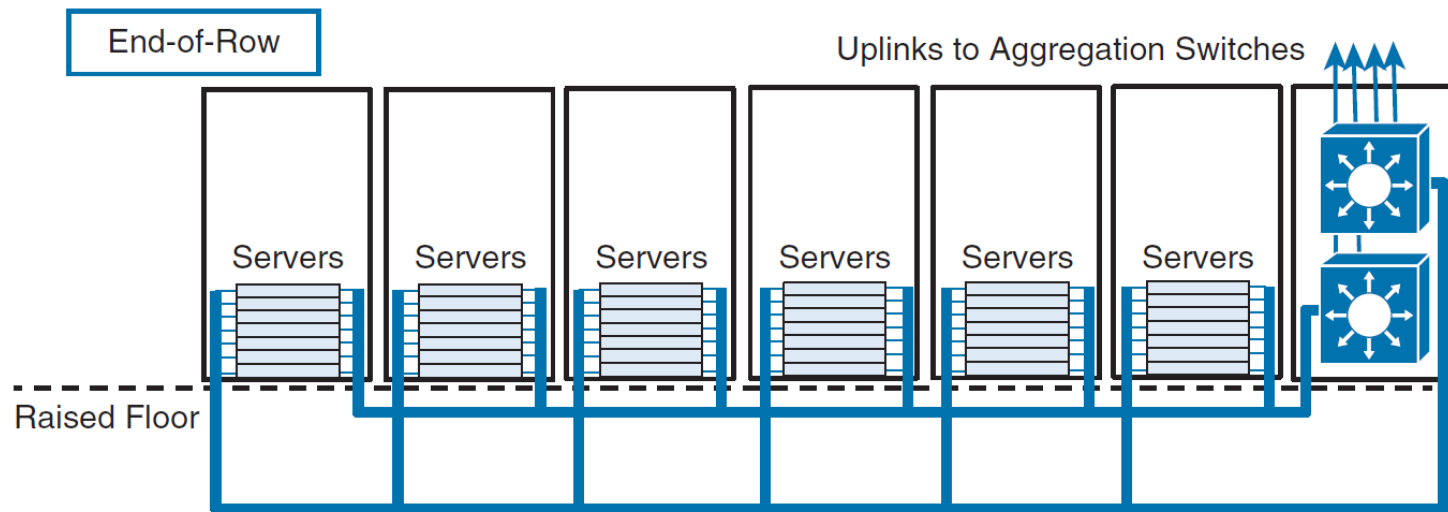 End-of-Row
Uplinks to Aggregation Switches
Servers
Servers
Servers
Servers
Servers
Servers
Raised Floor